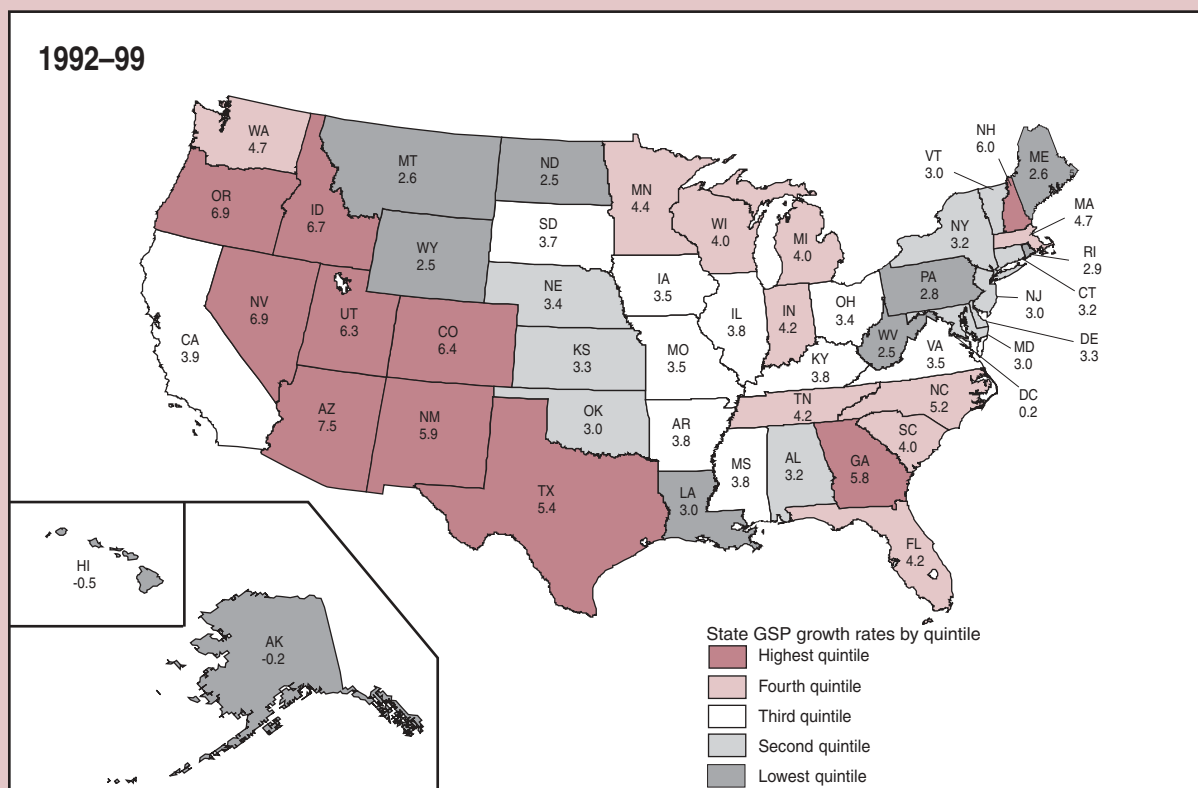 1992–99
WA
4.7
OR
6.9
ID
6.7
MT
2.6
ND
2.5
MN
4.4
WI
4.0
MI
4.0
SD
3.7
WY
2.5
NE
3.4
IA
3.5
IL
3.8
IN
4.2
OH
3.4
PA
2.8
NY
3.2
VT
3.0
NH
6.0
ME
2.6
MA
4.7
RI
2.9
CT
3.2
NJ
3.0
DE
3.3
MD
3.0
DC
0.2
CA
3.9
NV
6.9
UT
6.3
CO
6.4
KS
3.3
MO
3.5
KY
3.8
WV
2.5
VA
3.5
AZ
7.5
NM
5.9
OK
3.0
AR
3.8
TN
4.2
NC
5.2
SC
4.0
TX
5.4
LA
3.0
MS
3.8
AL
3.2
GA
5.8
FL
4.2
HI
-0.5
AK
-0.2
State GSP growth rates by quintile
Highest quintile
Fourth quintile
Third quintile
Second quintile
Lowest quintile